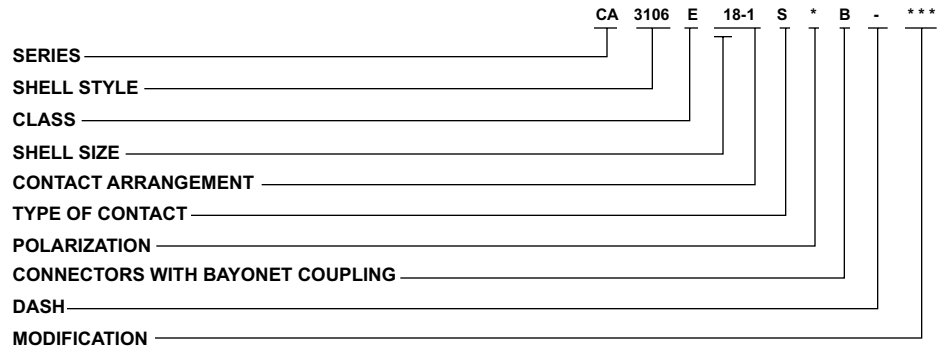 CA 3106 E 18-1 S * B - ***
SERIES
SHELL STYLE
CLASS
SHELL SIZE
CONTACT ARRANGEMENT
TYPE OF CONTACT
POLARIZATION
CONNECTORS WITH BAYONET COUPLING
DASH
MODIFICATION